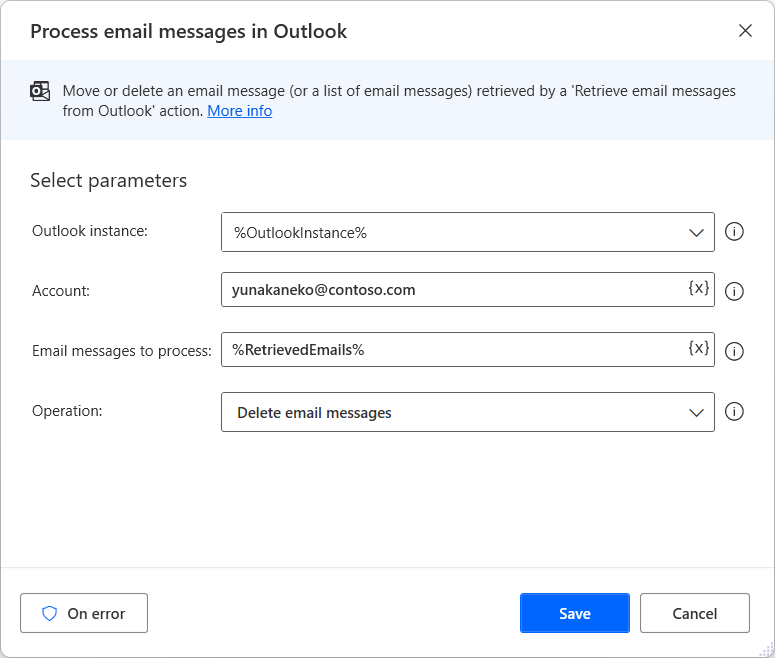 Process email messages in Outlook
Move or delete an email message (or a list of email messages) retrieved by a 'Retrieve email messages
from Outlook' action. More info
Select parameters
Outlook instance: %OutlookInstance%
Account: yunakaneko@contoso.com {x}
Email messages to process: %RetrievedEmails% {x}
Operation: Delete email messages
On error Save Cancel